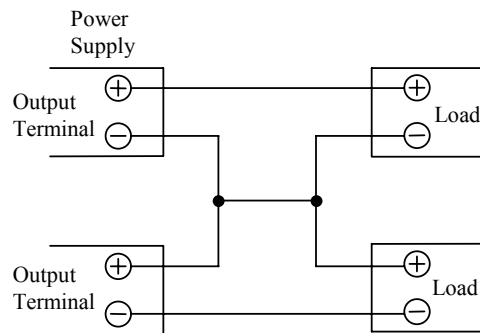 Power
Supply
+
+
Output
Terminal
Load
−
−
Output
Terminal
+
+
Load
−
−